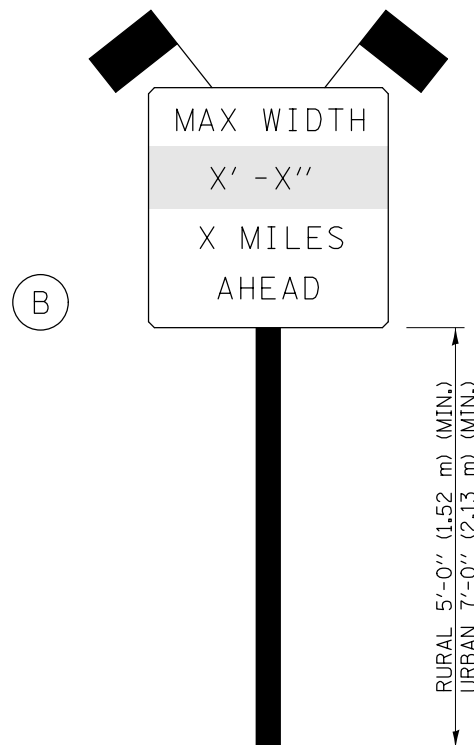 MAX WIDTH
X' -X''
X MILES
AHEAD
B
RURAL 5'-0'' (1.52 m) (MIN.)
URBAN 7'-0'' (2.13 m) (MIN.)